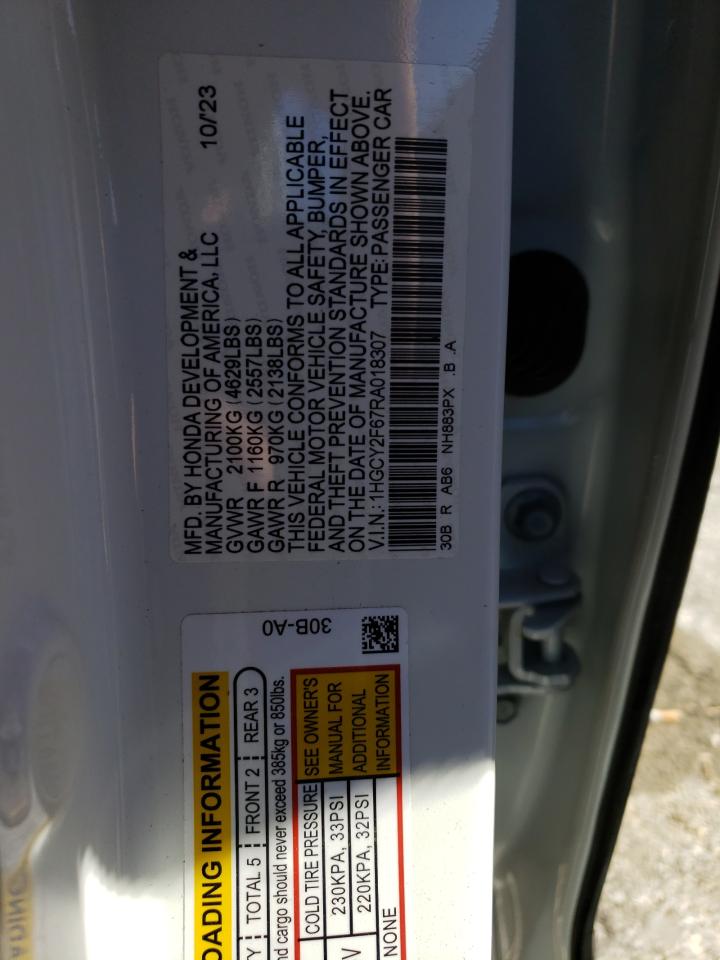 MFD. BY HONDA DEVELOPMENT &
MANUFACTURING OF AMERICA, LLC 10/'23
GVWR 2100KG (4629LBS)
GAWR F 1160KG (2557LBS)
GAWR R 970KG (2138LBS)
THIS VEHICLE CONFORMS TO ALL APPLICABLE
FEDERAL MOTOR VEHICLE SAFETY, BUMPER,
AND THEFT PREVENTION STANDARDS IN EFFECT
ON THE DATE OF MANUFACTURE SHOWN ABOVE.
V.I.N.: 1HGCY2F67RA018307 TYPE: PASSENGER CAR
30B R AB6 NH883PX .B .A
30B-A0
OADING INFORMATION
Y TOTAL 5 FRONT 2 REAR 3
nd cargo should never exceed 385kg or 850lbs.
COLD TIRE PRESSURE SEE OWNER'S
V 230KPA, 33PSI MANUAL FOR
220KPA, 32PSI ADDITIONAL
NONE INFORMATION